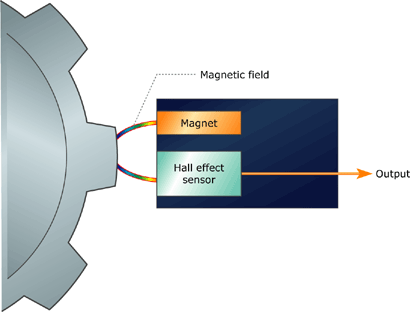 Magnetic field
Magnet
Hall effect
sensor
Output